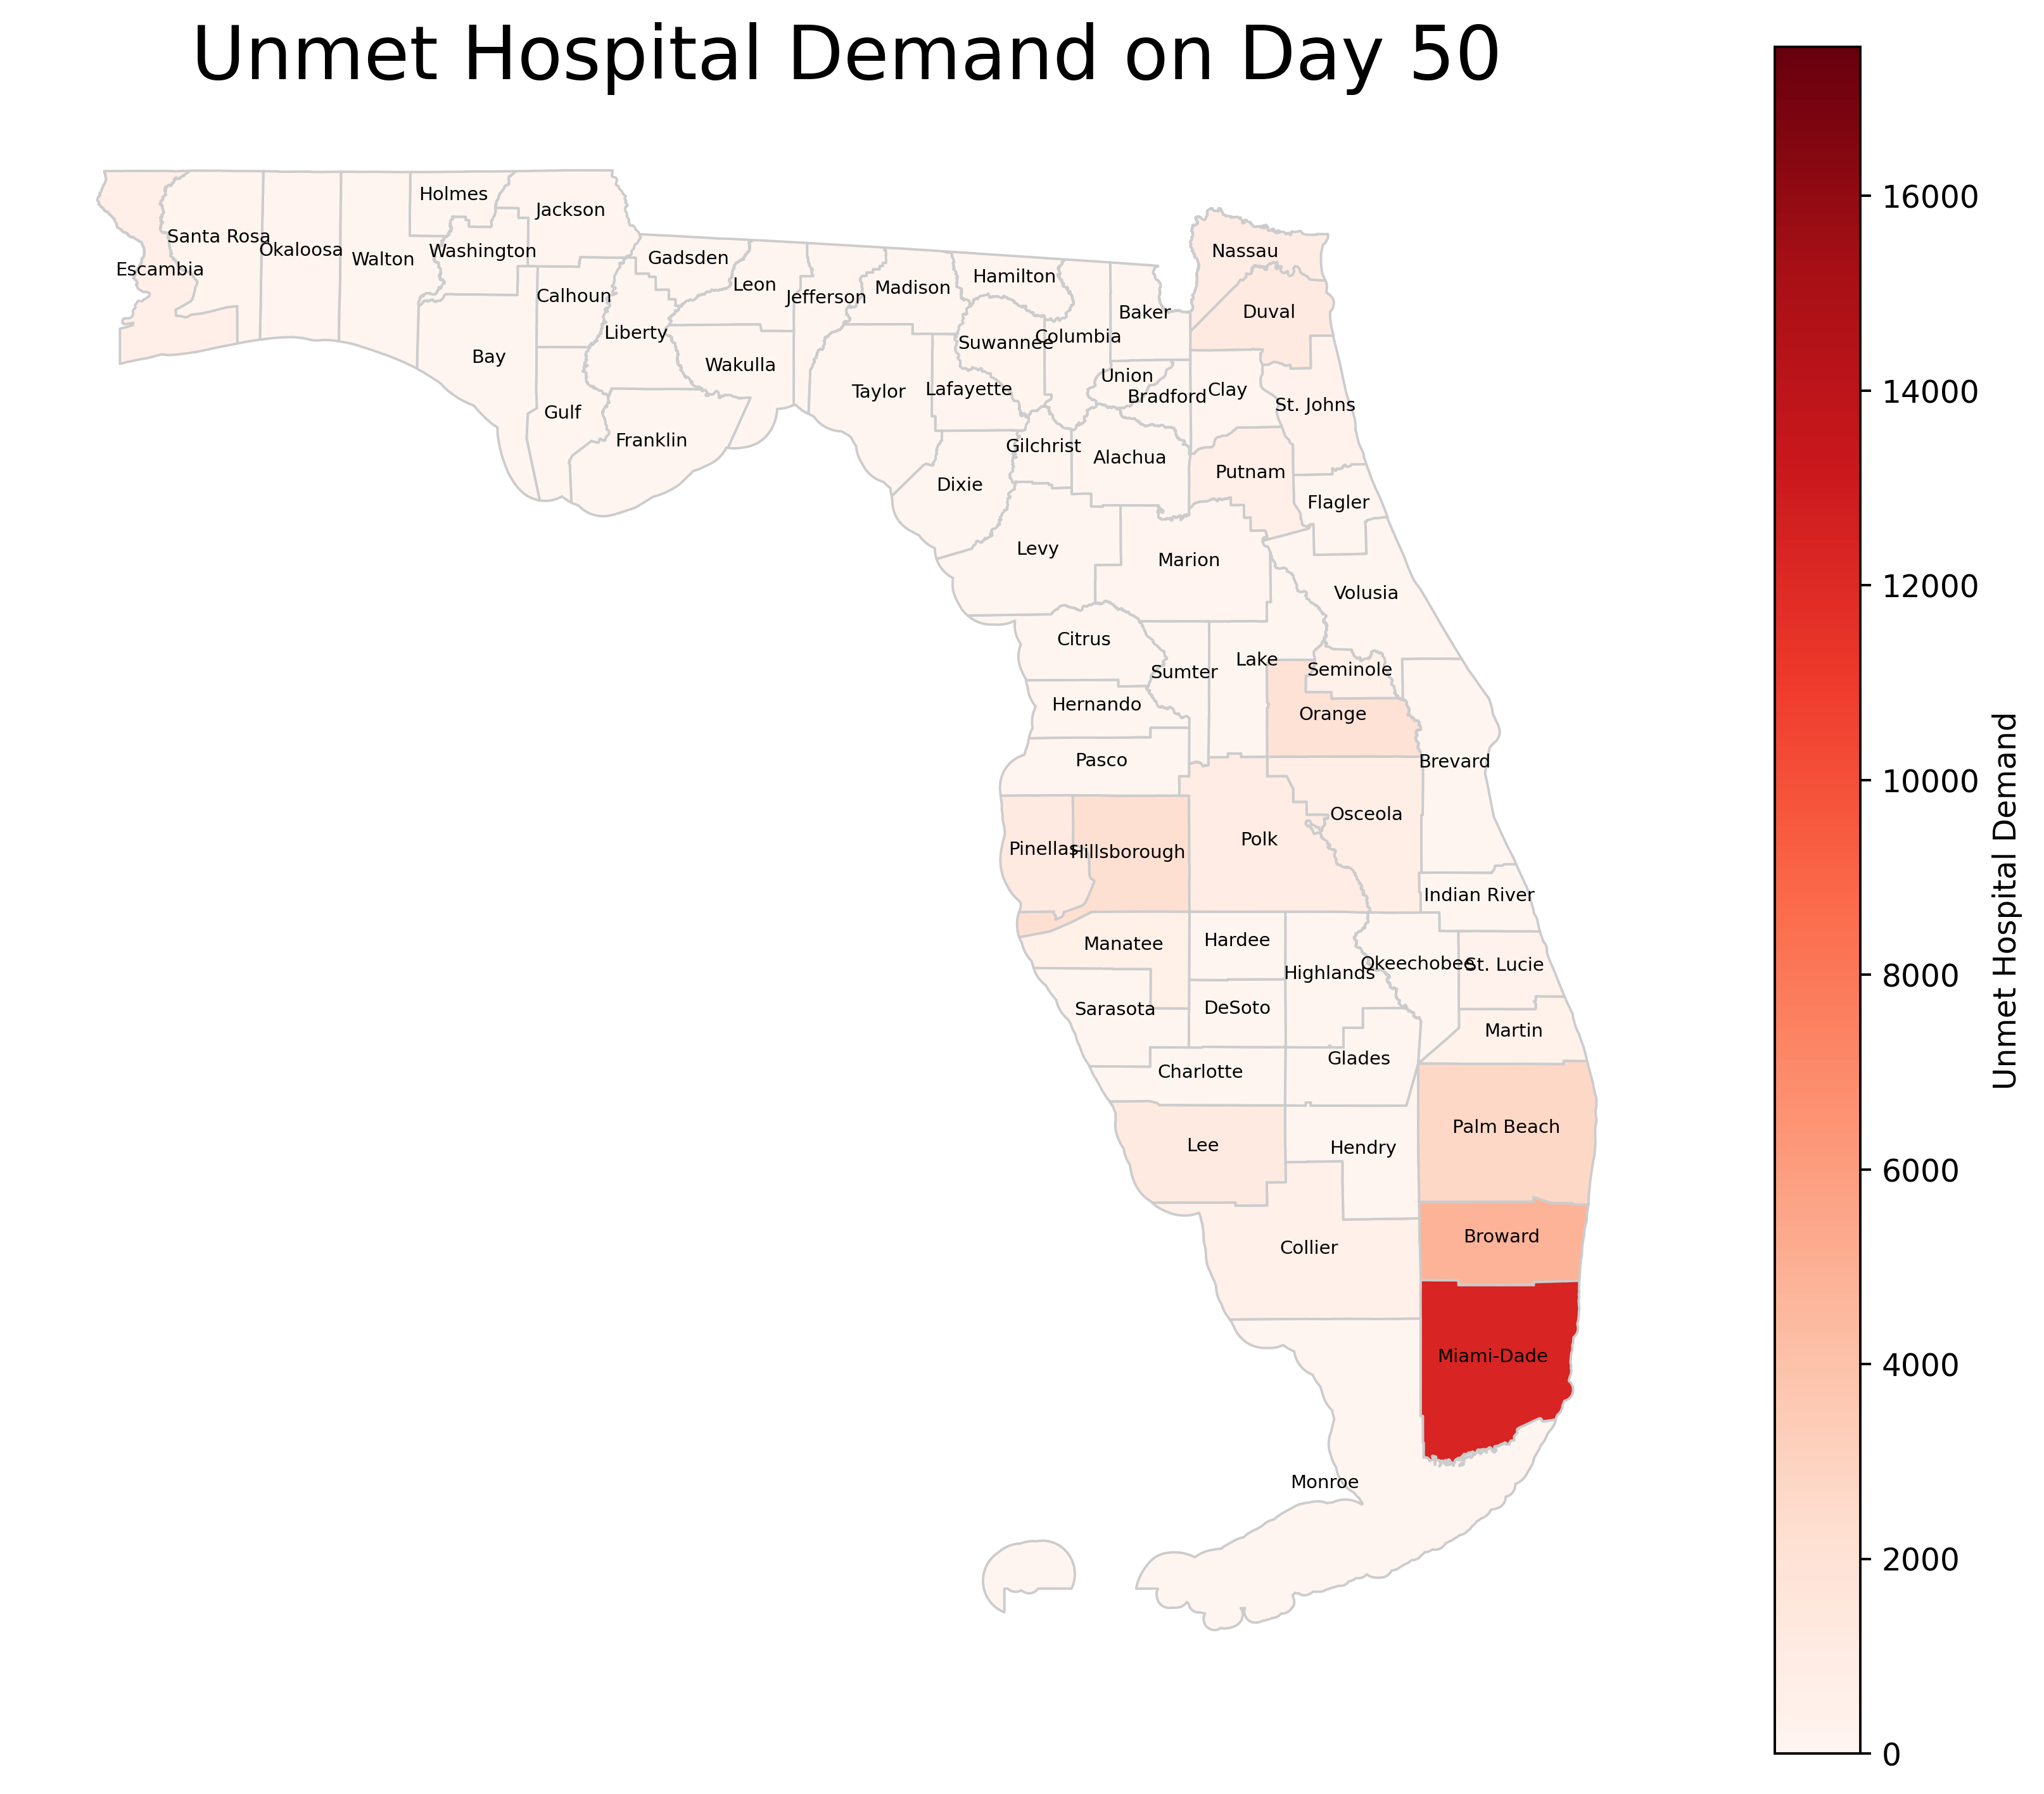 Unmet Hospital Demand on Day 50
Holmes
Jackson
Santa Rosa
Okaloosa
Walton
Washington
Escambia
Gadsden
Nassau
Leon
Jefferson
Madison
Hamilton
Calhoun
Baker
Duval
Liberty
Suwannee
Columbia
Bay
Wakulla
Union
Taylor
Lafayette
Bradford
Clay
St. Johns
Gulf
Franklin
Gilchrist
Alachua
Putnam
Dixie
Flagler
Levy
Marion
Volusia
Citrus
Sumter
Lake
Seminole
Hernando
Orange
Pasco
Brevard
Osceola
Pinellas
Hillsborough
Polk
Indian River
Manatee
Hardee
Highlands
Okeechobee
St. Lucie
Sarasota
DeSoto
Martin
Glades
Charlotte
Palm Beach
Lee
Hendry
Collier
Broward
Miami-Dade
Monroe
16000
14000
12000
10000
8000
6000
4000
2000
0
Unmet Hospital Demand